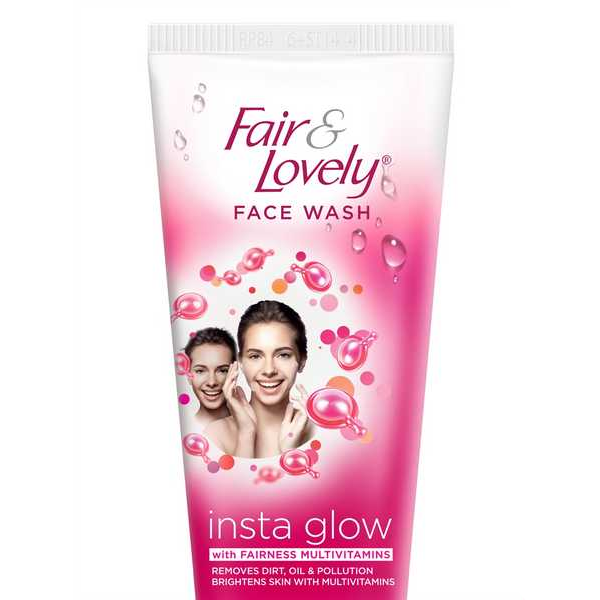 Fair &
Lovely®
FACE WASH
insta glow
with FAIRNESS MULTIVITAMINS
REMOVES DIRT, OIL & POLLUTION
BRIGHTENS SKIN WITH MULTIVITAMINS